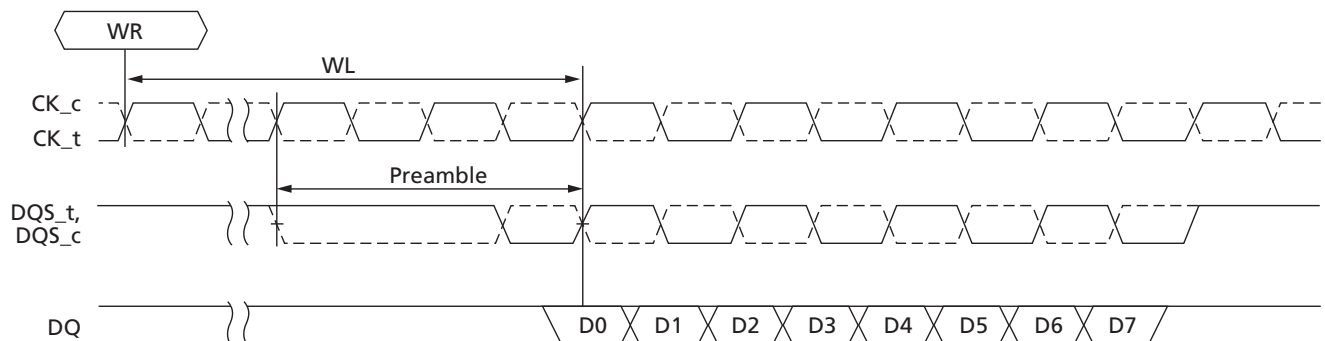 WR
WL
CK_c
CK_t
Preamble
DQS_t,
DQS_c
DQ
D0
D1
D2
D3
D4
D5
D6
D7